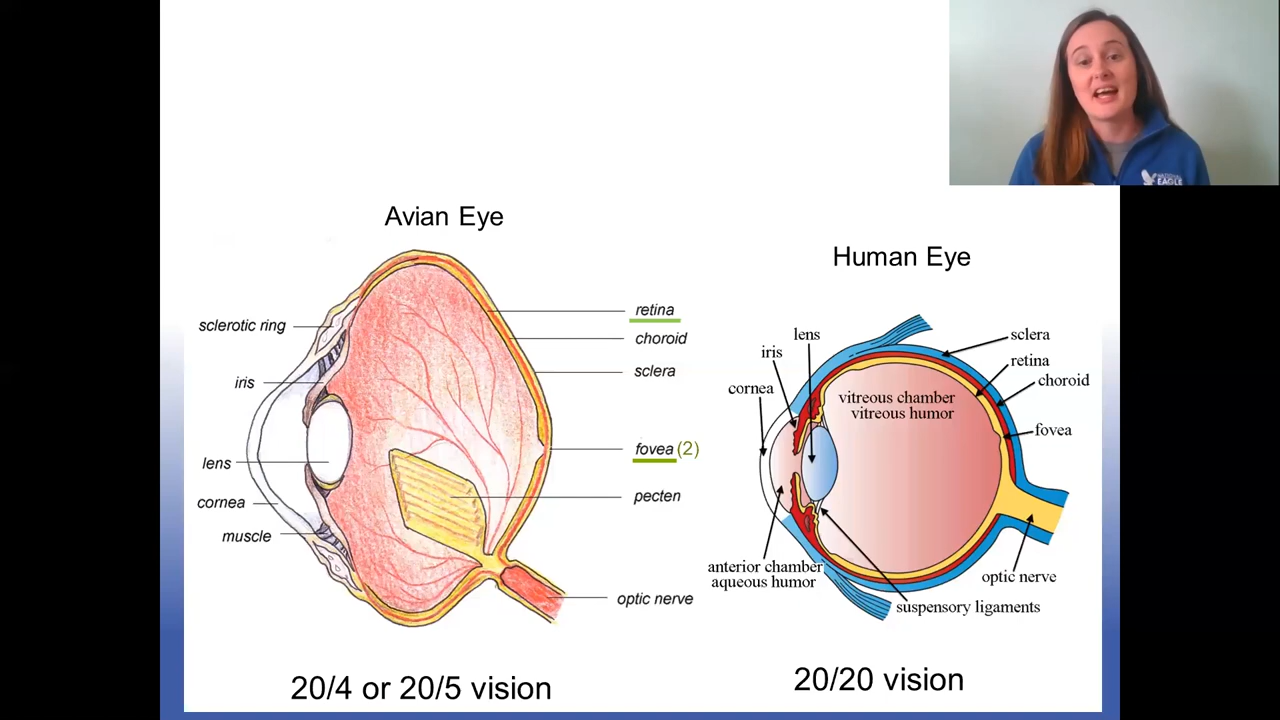 NATIONAL
EAGLE
Avian Eye
Human Eye
sclerotic ring
iris
lens
cornea
muscle
retina
choroid
sclera
fovea (2)
pecten
optic nerve
lens
iris
cornea
sclera
retina
choroid
vitreous chamber
vitreous humor
fovea
anterior chamber
aqueous humor
optic nerve
suspensory ligaments
20/4 or 20/5 vision
20/20 vision